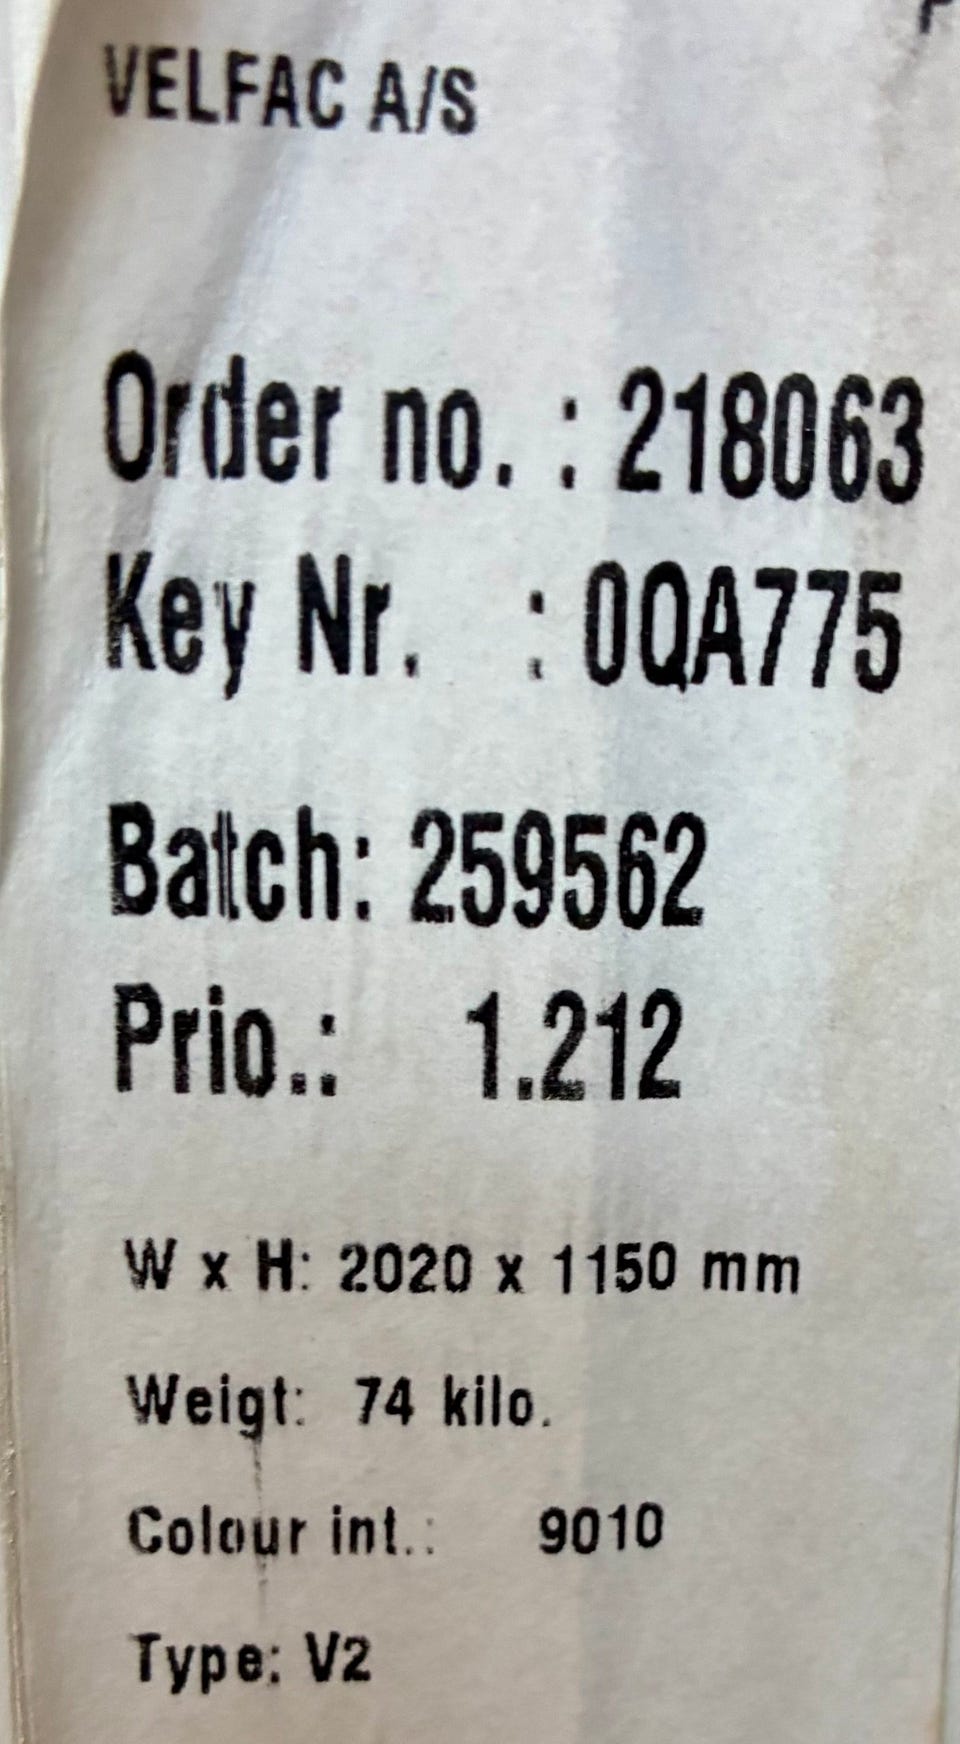 VELFAC A/S
Order no. : 218063
Key Nr. : 0QA775
Batch: 259562
Prio.: 1.212
W x H: 2020 x 1150 mm
Weigt: 74 kilo.
Colour int.: 9010
Type: V2